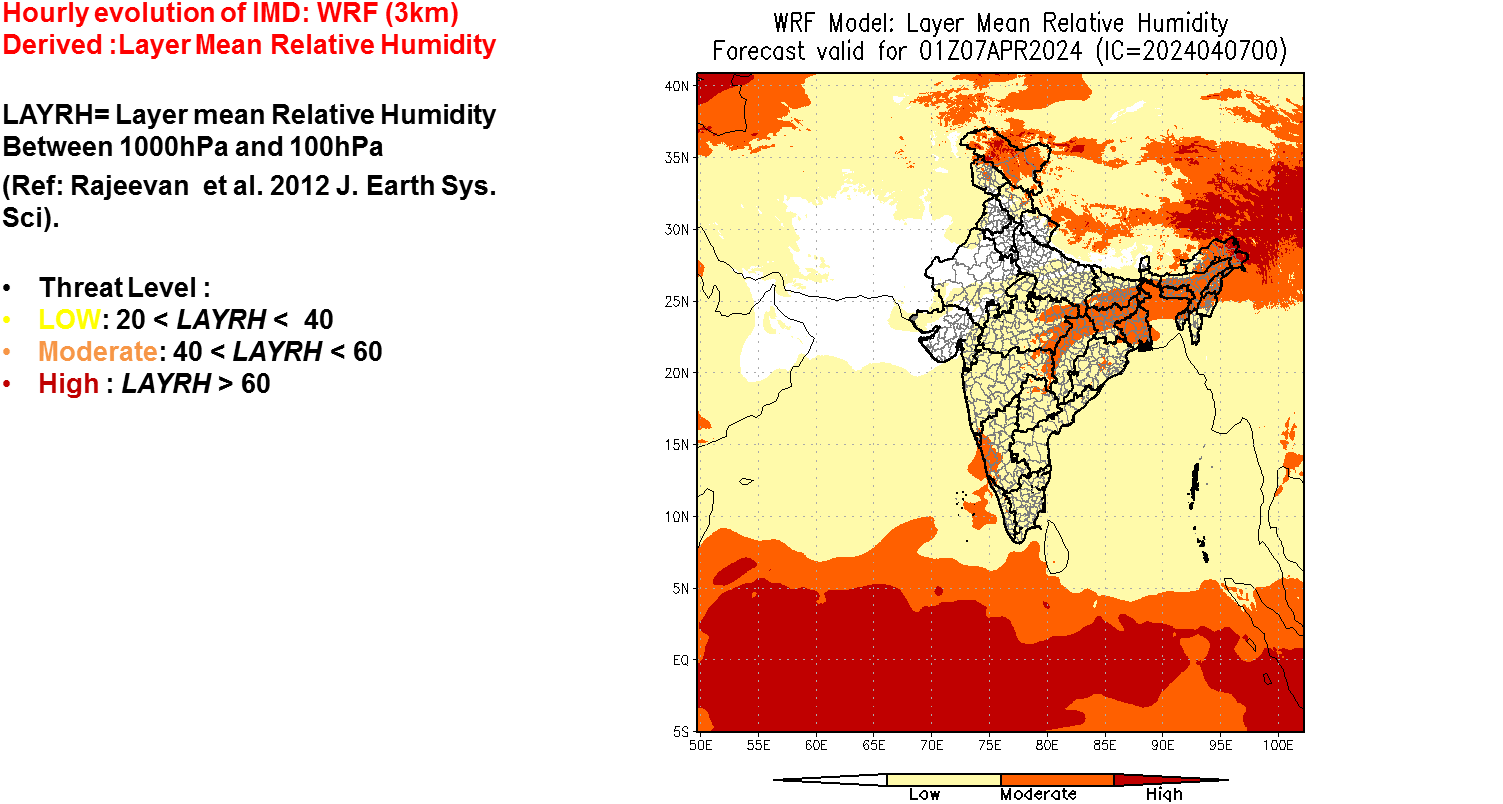 Hourly evolution of IMD: WRF (3km)
Derived :Layer Mean Relative Humidity
LAYRH= Layer mean Relative Humidity
Between 1000hPa and 100hPa
(Ref: Rajeevan et al. 2012 J. Earth Sys.
Sci).
• Threat Level :
• LOW: 20 < LAYRH < 40
• Moderate: 40 < LAYRH < 60
• High : LAYRH > 60
WRF Model: Layer Mean Relative Humidity
Forecast valid for 01Z07APR2024 (IC=2024040700)
40N
35N
30N
25N
20N
15N
10N
5N
EQ
5S
50E 55E 60E 65E 70E 75E 80E 85E 90E 95E 100E
Low Moderate High